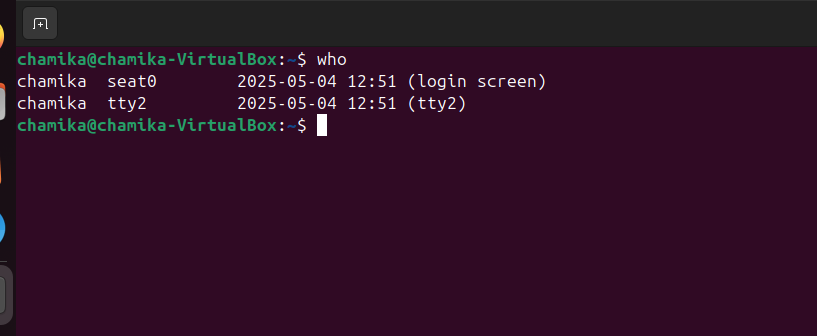 chamika@chamika-VirtualBox:~$ who
chamika  seat0        2025-05-04 12:51 (login screen)
chamika  tty2         2025-05-04 12:51 (tty2)
chamika@chamika-VirtualBox:~$